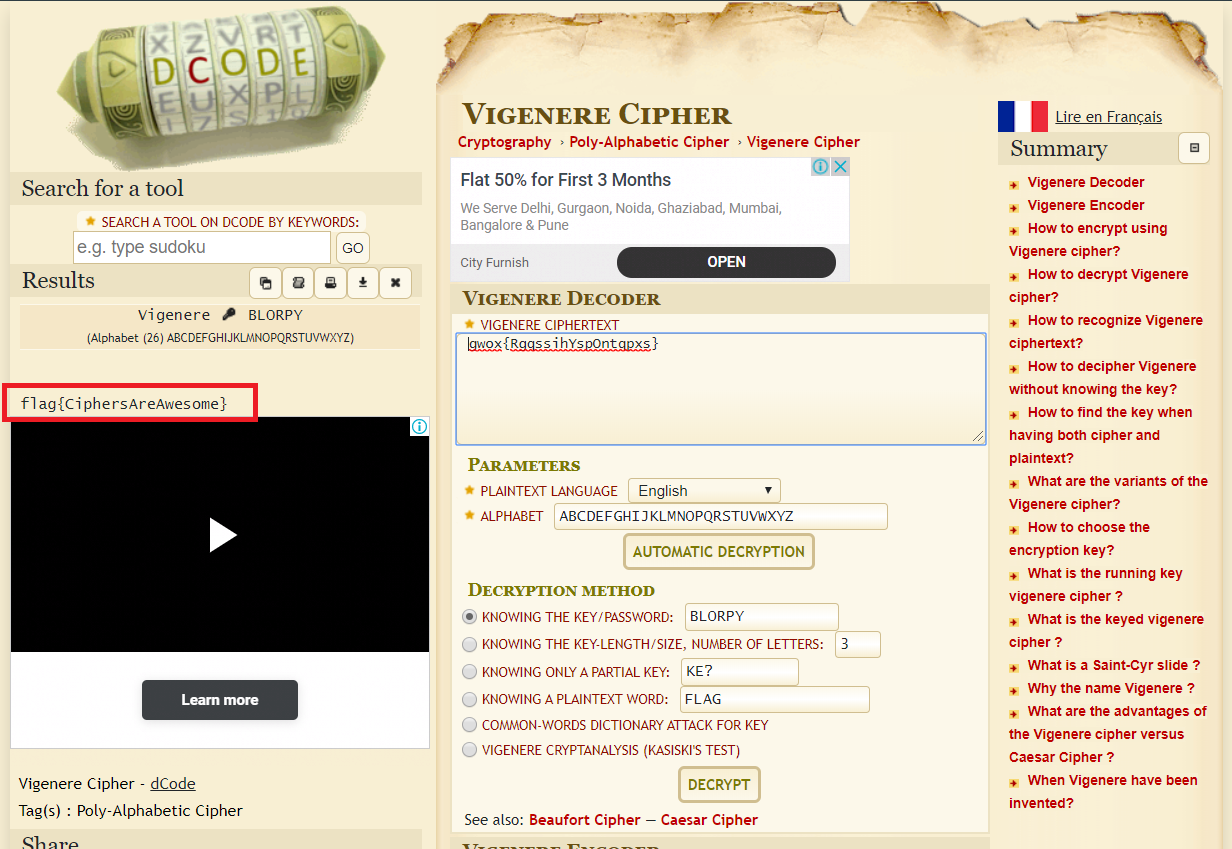 X Z V R T
D C O D E
E U X P L
Search for a tool
SEARCH A TOOL ON DCODE BY KEYWORDS:
e.g. type sudoku
GO
Results
Vigenere BLORPY
(Alphabet (26) ABCDEFGHIJKLMNOPQRSTUVWXYZ)
flag{CiphersAreAwesome}
Learn more
Vigenere Cipher - dCode
Tag(s) : Poly-Alphabetic Cipher
Share
VIGENERE CIPHER
Cryptography › Poly-Alphabetic Cipher › Vigenere Cipher
Flat 50% for First 3 Months
We Serve Delhi, Gurgaon, Noida, Ghaziabad, Mumbai,
Bangalore & Pune
City Furnish
OPEN
VIGENERE DECODER
VIGENERE CIPHERTEXT
gwox{RgqssihYspOntqpxs}
PARAMETERS
PLAINTEXT LANGUAGE English
ALPHABET ABCDEFGHIJKLMNOPQRSTUVWXYZ
AUTOMATIC DECRYPTION
DECRYPTION METHOD
KNOWING THE KEY/PASSWORD: BLORPY
KNOWING THE KEY-LENGTH/SIZE, NUMBER OF LETTERS: 3
KNOWING ONLY A PARTIAL KEY: KE?
KNOWING A PLAINTEXT WORD: FLAG
COMMON-WORDS DICTIONARY ATTACK FOR KEY
VIGENERE CRYPTANALYSIS (KASISKI'S TEST)
DECRYPT
See also: Beaufort Cipher — Caesar Cipher
VIGENERE ENCODER
Lire en Français
Summary
Vigenere Decoder
Vigenere Encoder
How to encrypt using
Vigenere cipher?
How to decrypt Vigenere
cipher?
How to recognize Vigenere
ciphertext?
How to decipher Vigenere
without knowing the key?
How to find the key when
having both cipher and
plaintext?
What are the variants of the
Vigenere cipher?
How to choose the
encryption key?
What is the running key
vigenere cipher ?
What is the keyed vigenere
cipher ?
What is a Saint-Cyr slide ?
Why the name Vigenere ?
What are the advantages of
the Vigenere cipher versus
Caesar Cipher ?
When Vigenere have been
invented?